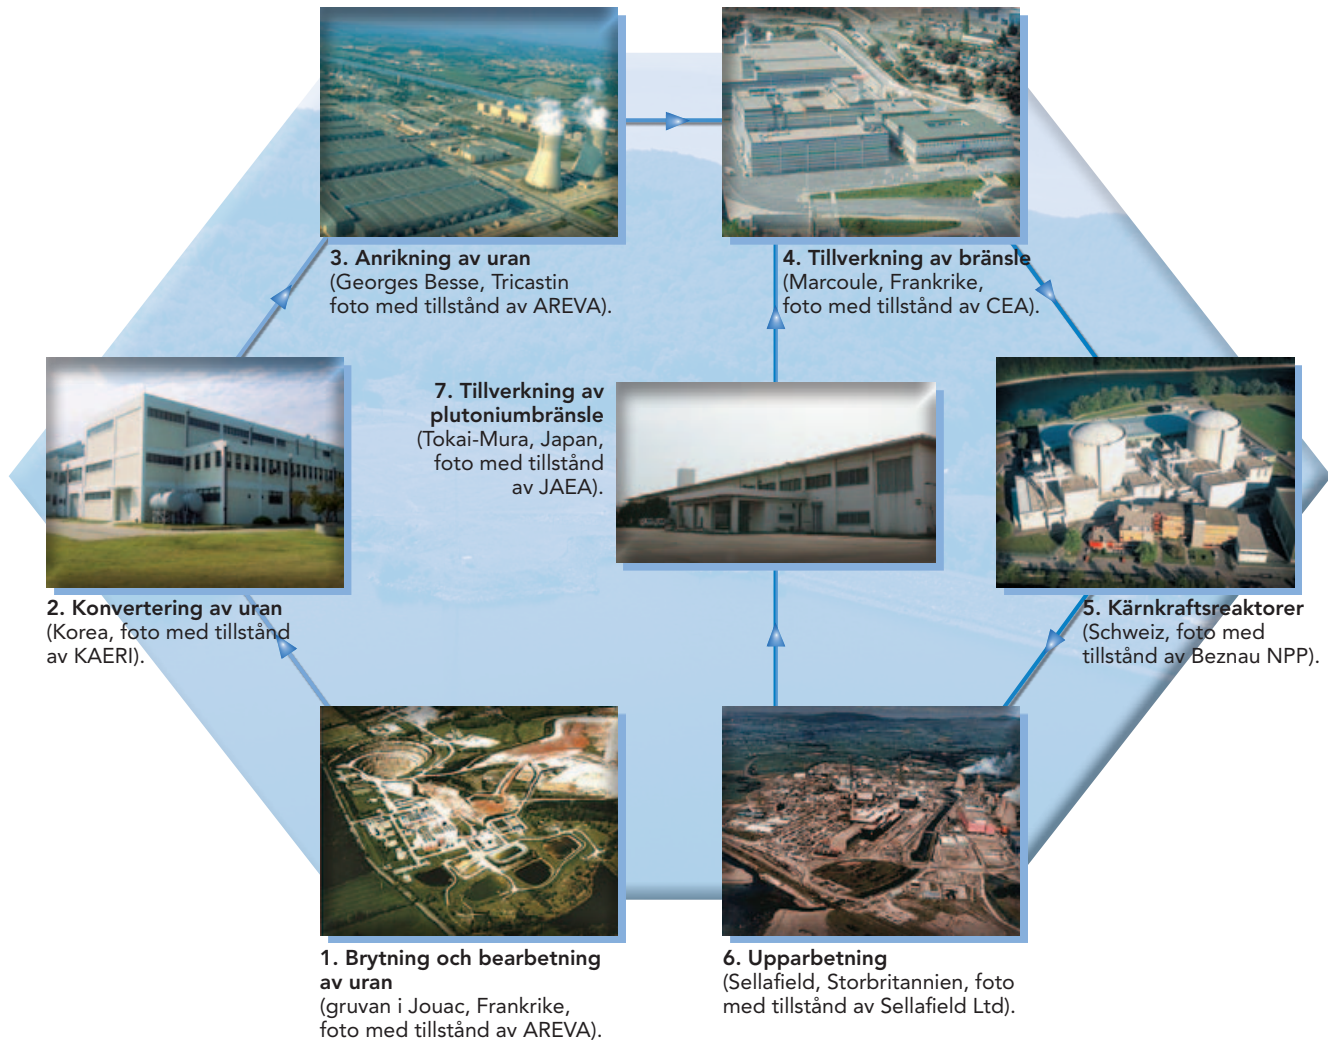 3. Anrikning av uran
(Georges Besse, Tricastin
foto med tillstånd av AREVA).
4. Tillverkning av bränsle
(Marcoule, Frankrike,
foto med tillstånd av CEA).
7. Tillverkning av
plutoniumbränsle
(Tokai-Mura, Japan,
foto med tillstånd
av JAEA).
2. Konvertering av uran
(Korea, foto med tillstånd
av KAERI).
5. Kärnkraftsreaktorer
(Schweiz, foto med
tillstånd av Beznau NPP).
1. Brytning och bearbetning
av uran
(gruvan i Jouac, Frankrike,
foto med tillstånd av AREVA).
6. Upparbetning
(Sellafield, Storbritannien, foto
med tillstånd av Sellafield Ltd).